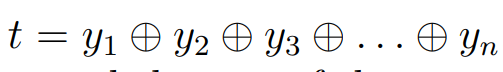 t = y₁ ⊕ y₂ ⊕ y₃ ⊕ … ⊕ yₙ